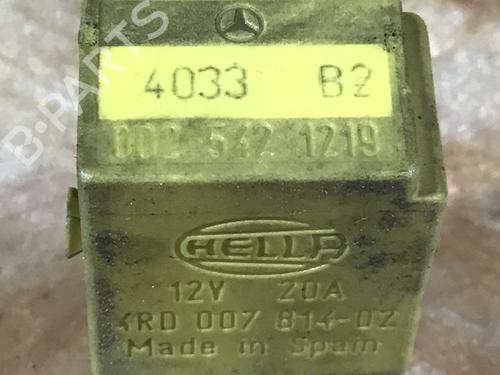 4033 B2
002 542 1219
HELLA
12V 20A
4RD 007 814-02
Made in Spain
B-PARTS